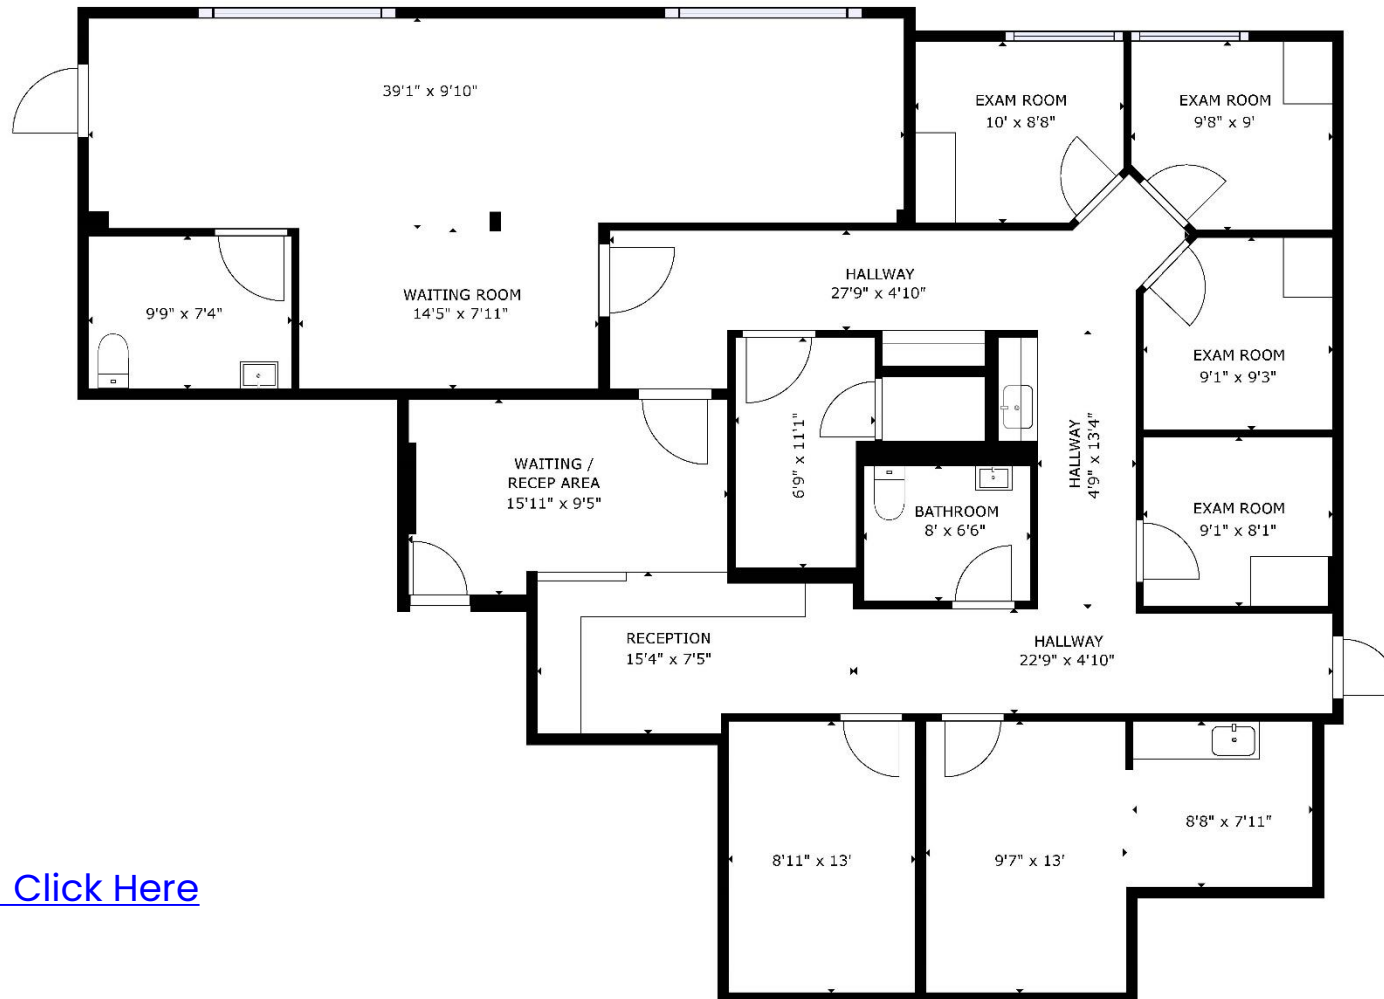 39'1" x 9'10"
EXAM ROOM
10' x 8'8"
EXAM ROOM
9'8" x 9'
HALLWAY
27'9" x 4'10"
WAITING ROOM
14'5" x 7'11"
9'9" x 7'4"
EXAM ROOM
9'1" x 9'3"
6'9" x 11'1"
HALLWAY
4'9" x 13'4"
WAITING /
RECEP AREA
15'11" x 9'5"
BATHROOM
8' x 6'6"
EXAM ROOM
9'1" x 8'1"
RECEPTION
15'4" x 7'5"
HALLWAY
22'9" x 4'10"
8'8" x 7'11"
8'11" x 13'
9'7" x 13'
Click Here